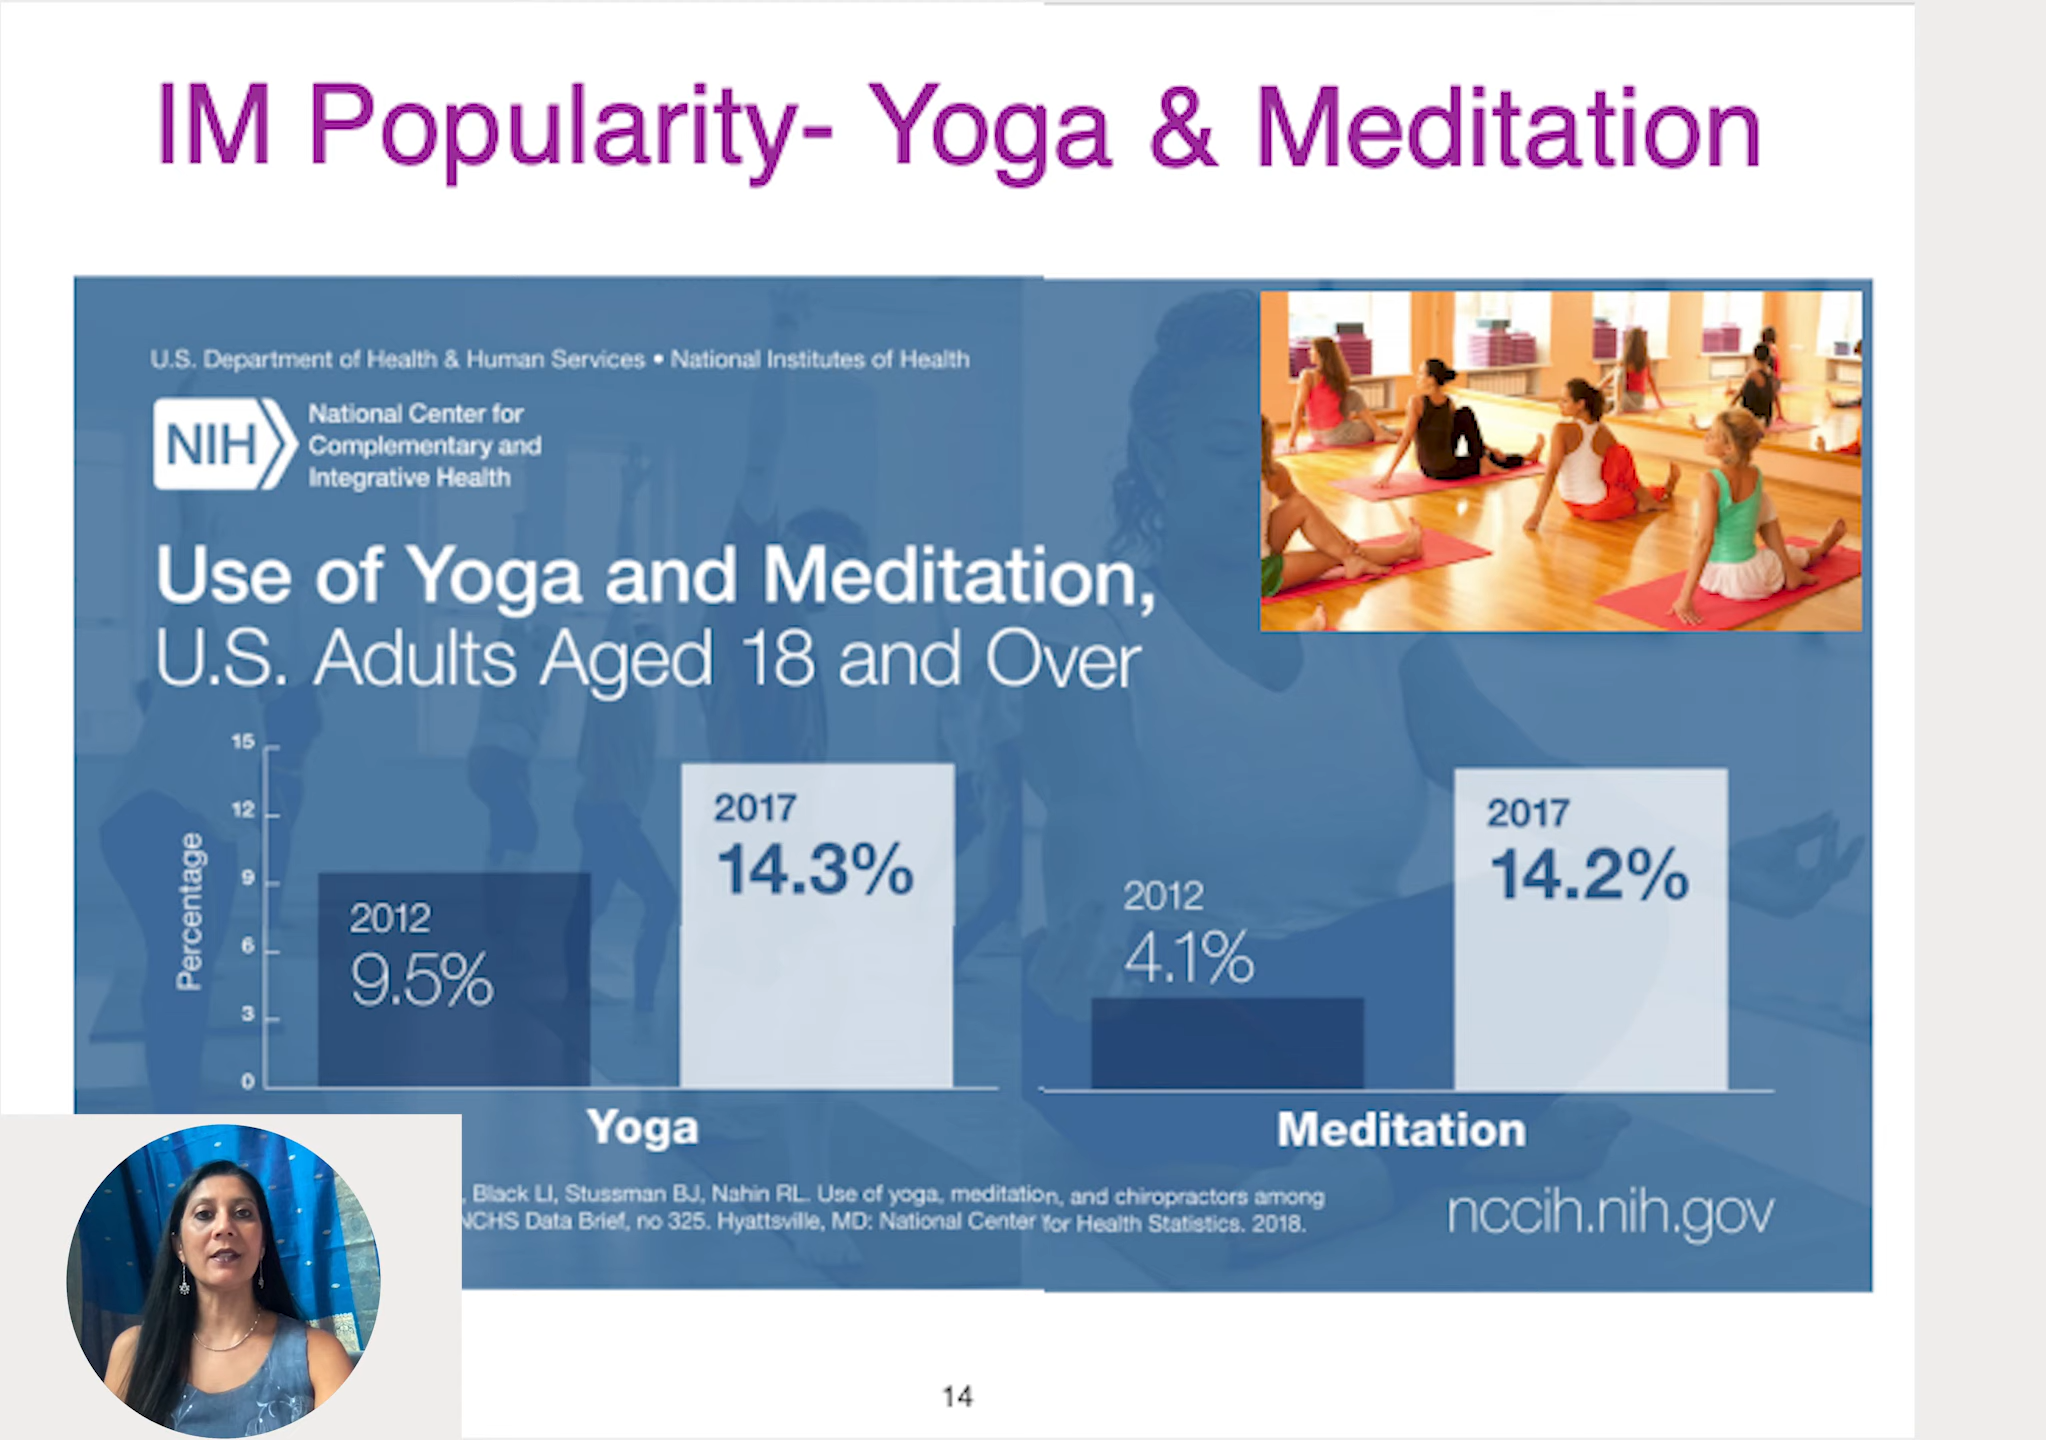 IM Popularity- Yoga & Meditation
U.S. Department of Health & Human Services • National Institutes of Health
NIH
National Center for
Complementary and
Integrative Health
Use of Yoga and Meditation,
U.S. Adults Aged 18 and Over
Percentage
15
12
9
6
3
0
2012
9.5%
2017
14.3%
2012
4.1%
2017
14.2%
Yoga
Meditation
, Black LI, Stussman BJ, Nahin RL. Use of yoga, meditation, and chiropractors among
NCHS Data Brief, no 325. Hyattsville, MD: National Center for Health Statistics. 2018.
nccih.nih.gov
14